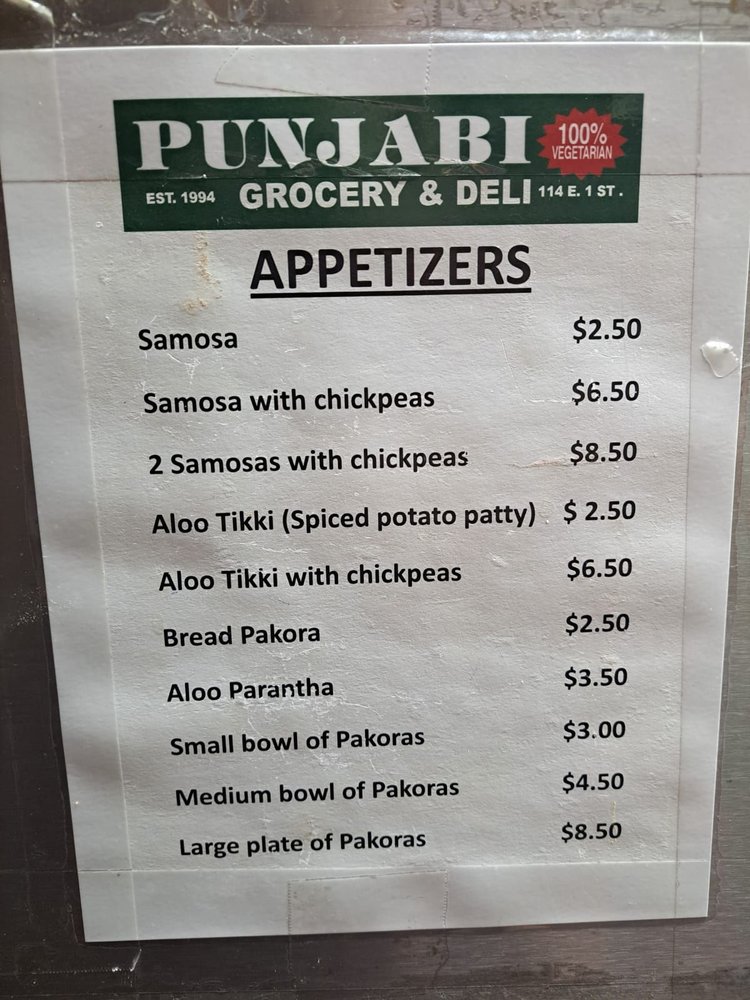 PUNJABI
100%
VEGETARIAN
EST. 1994 GROCERY & DELI 114 E. 1 ST .
APPETIZERS
Samosa $2.50
Samosa with chickpeas $6.50
2 Samosas with chickpeas $8.50
Aloo Tikki (Spiced potato patty) $ 2.50
Aloo Tikki with chickpeas $6.50
Bread Pakora $2.50
Aloo Parantha $3.50
Small bowl of Pakoras $3.00
Medium bowl of Pakoras $4.50
Large plate of Pakoras $8.50